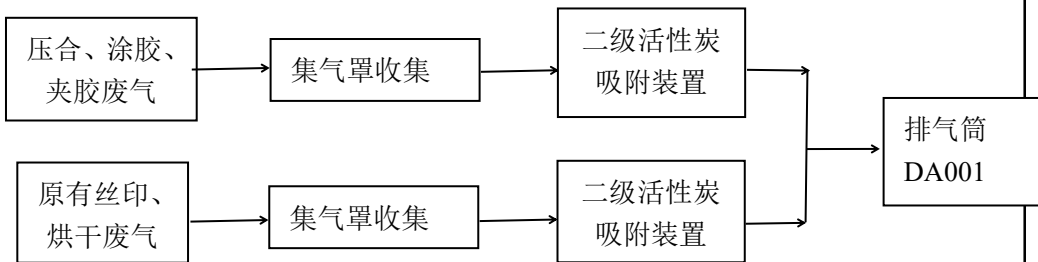 压合、涂胶、
夹胶废气
集气罩收集
二级活性炭
吸附装置
排气筒
DA001
原有丝印、
烘干废气
集气罩收集
二级活性炭
吸附装置